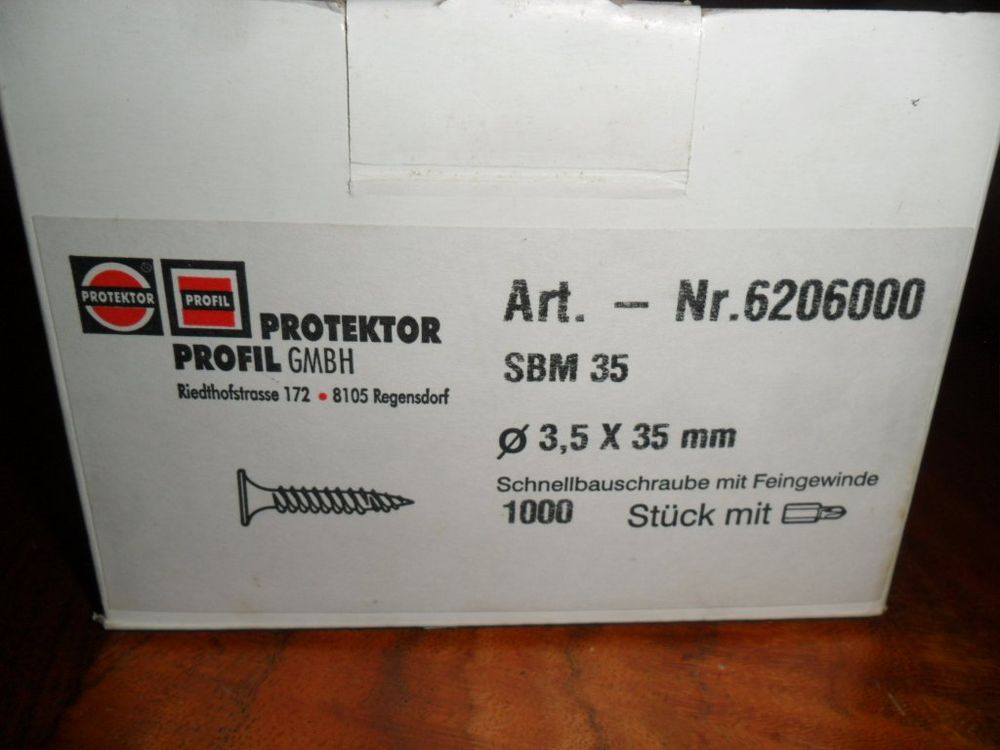 PROTEKTOR
®
PROFIL
PROTEKTOR
PROFIL GMBH
Riedthofstrasse 172 • 8105 Regensdorf
Art. – Nr.6206000
SBM 35
Ø 3,5 X 35 mm
Schnellbauschraube mit Feingewinde
1000 Stück mit